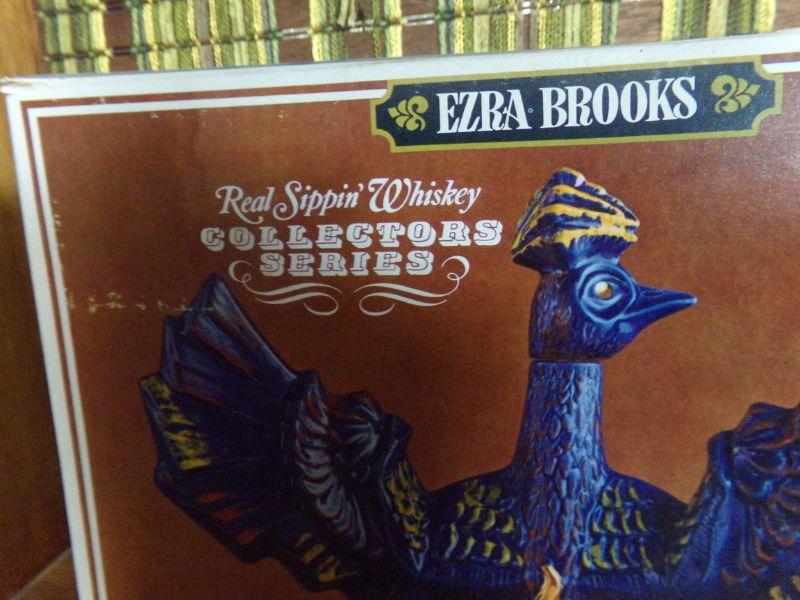 EZRA BROOKS
Real Sippin' Whiskey
COLLECTORS
SERIES